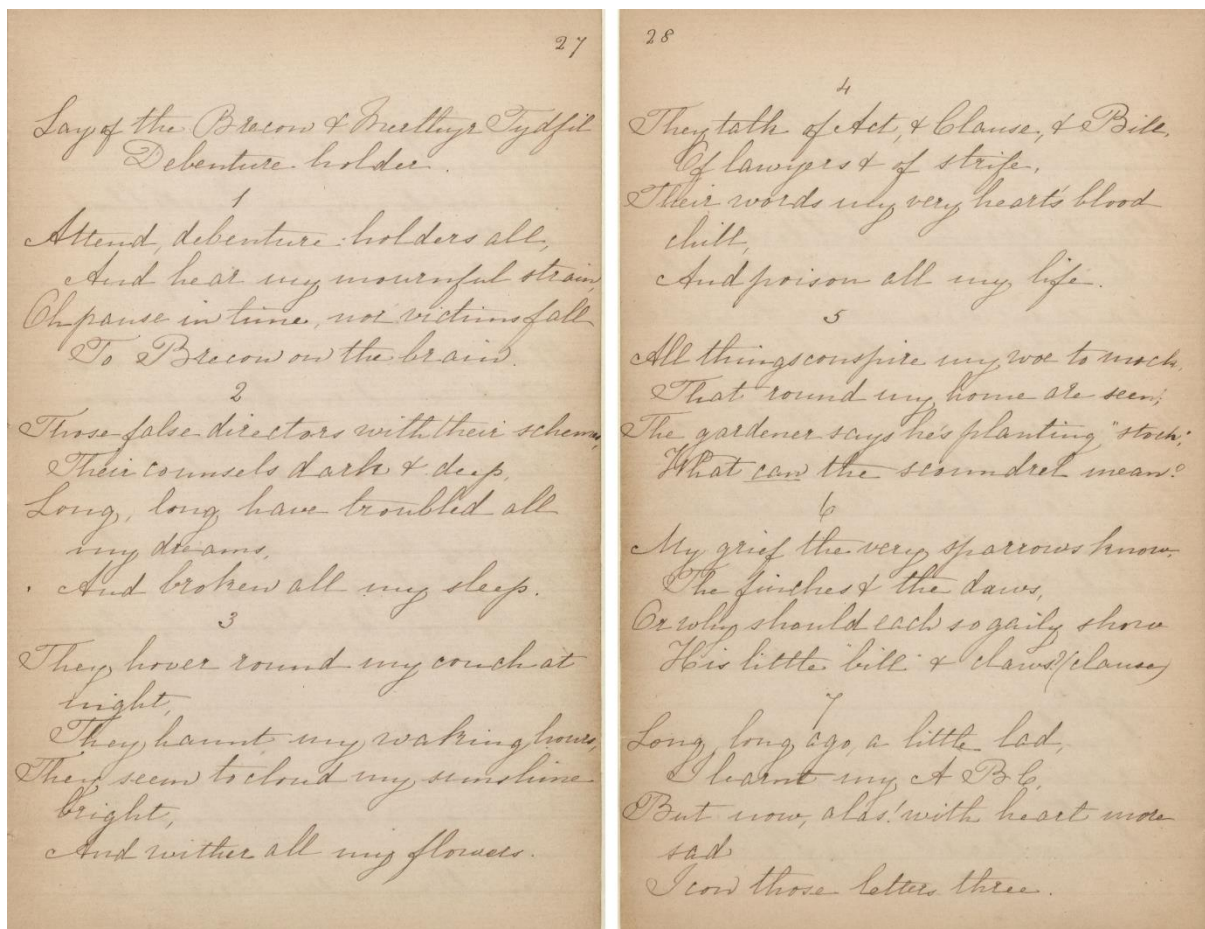 27
Lay of the Brecon & Merthyr Tydfil
Debenture holder.
1
Attend, debenture-holders all,
And hear my mournful strain,
Oh pause in time, nor victims fall
To Brecon on the brain.
2
Those false directors with their schemes,
Their counsels dark & deep,
Long, long have troubled all
my dreams,
And broken all my sleep.
3
They hover round my couch at
night,
They haunt my waking hours,
They seem to cloud my sunshine
bright,
And wither all my flowers.
28
4
They talk of Act, & Clause, & Bill,
Of lawyers & of strife,
Their words my very heart's blood
chill,
And poison all my life.
5
All things conspire my woe to mock,
That round my home are seen;
The gardener says he's planting "stock";
What can the scoundrel mean?
6
My grief the very sparrows know,
The finches & the daws,
Or why should each so gaily show
His little "bill" & claws? (clause)
7
Long, long ago, a little lad,
I learnt my A B C,
But now, alas! with heart more
sad
I con those letters three.